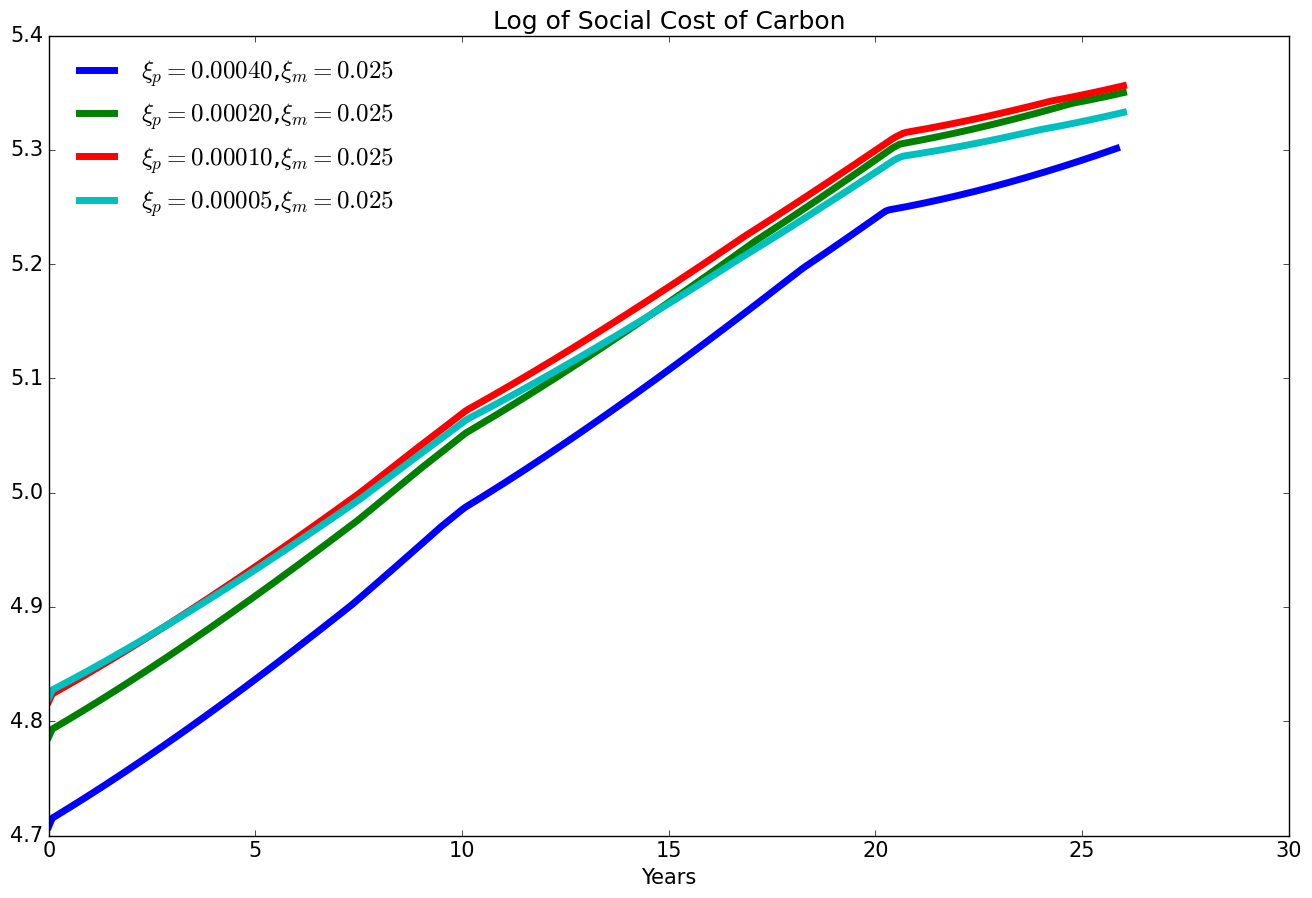 Log of Social Cost of Carbon
5.4
5.3
5.2
5.1
5.0
4.9
4.8
4.7
ξₚ = 0.00040,ξₘ = 0.025
ξₚ = 0.00020,ξₘ = 0.025
ξₚ = 0.00010,ξₘ = 0.025
ξₚ = 0.00005,ξₘ = 0.025
0 5 10 15 20 25 30
Years